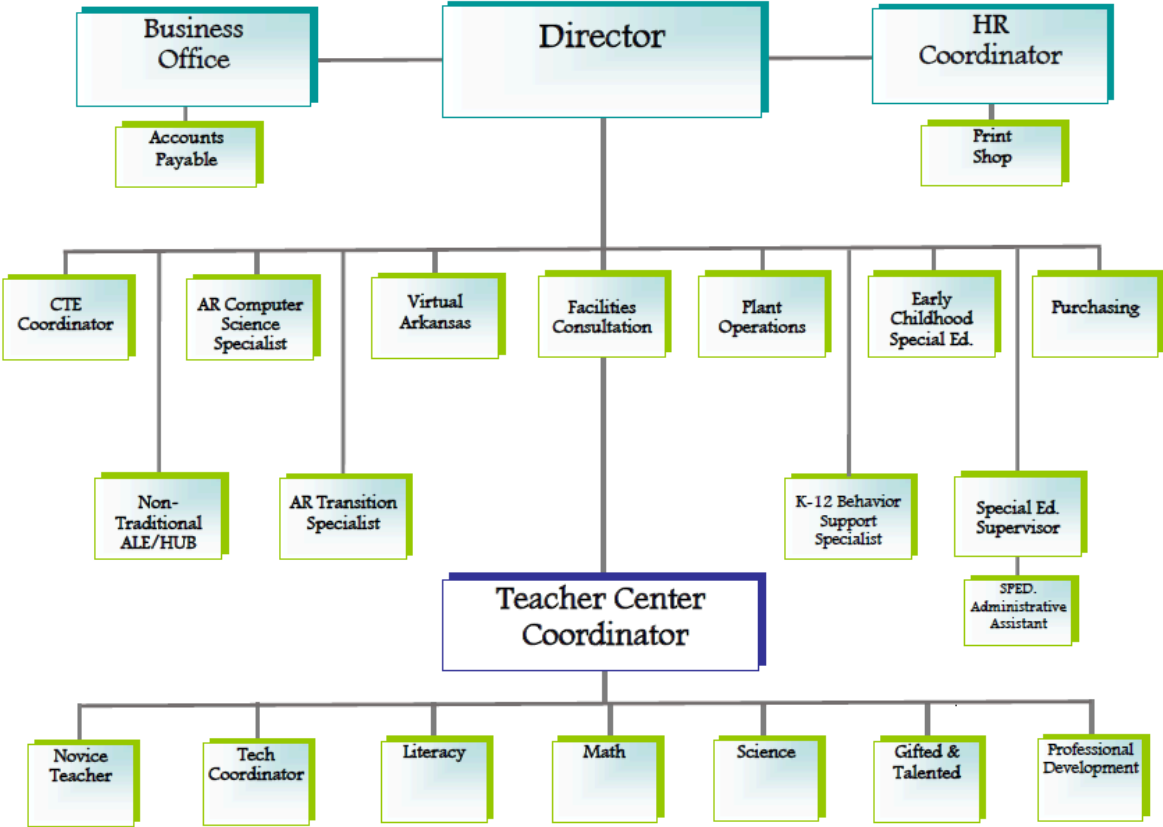 Business
Office
Director
HR
Coordinator
Accounts
Payable
Print
Shop
CTE
Coordinator
AR Computer
Science
Specialist
Virtual
Arkansas
Facilities
Consultation
Plant
Operations
Early
Childhood
Special Ed.
Purchasing
Non-
Traditional
ALE/HUB
AR Transition
Specialist
K-12 Behavior
Support
Specialist
Special Ed.
Supervisor
SPED.
Administrative
Assistant
Teacher Center
Coordinator
Novice
Teacher
Tech
Coordinator
Literacy
Math
Science
Gifted &
Talented
Professional
Development